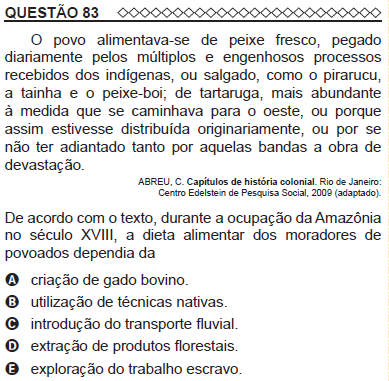 QUESTÃO 83
O povo alimentava-se de peixe fresco, pegado
diariamente pelos múltiplos e engenhosos processos
recebidos dos indígenas, ou salgado, como o pirarucu,
a tainha e o peixe-boi; de tartaruga, mais abundante
à medida que se caminhava para o oeste, ou porque
assim estivesse distribuída originariamente, ou por se
não ter adiantado tanto por aquelas bandas a obra de
devastação.
ABREU, C. Capítulos de história colonial. Rio de Janeiro:
Centro Edelstein de Pesquisa Social, 2009 (adaptado).
De acordo com o texto, durante a ocupação da Amazônia
no século XVIII, a dieta alimentar dos moradores de
povoados dependia da
A criação de gado bovino.
B utilização de técnicas nativas.
C introdução do transporte fluvial.
D extração de produtos florestais.
E exploração do trabalho escravo.